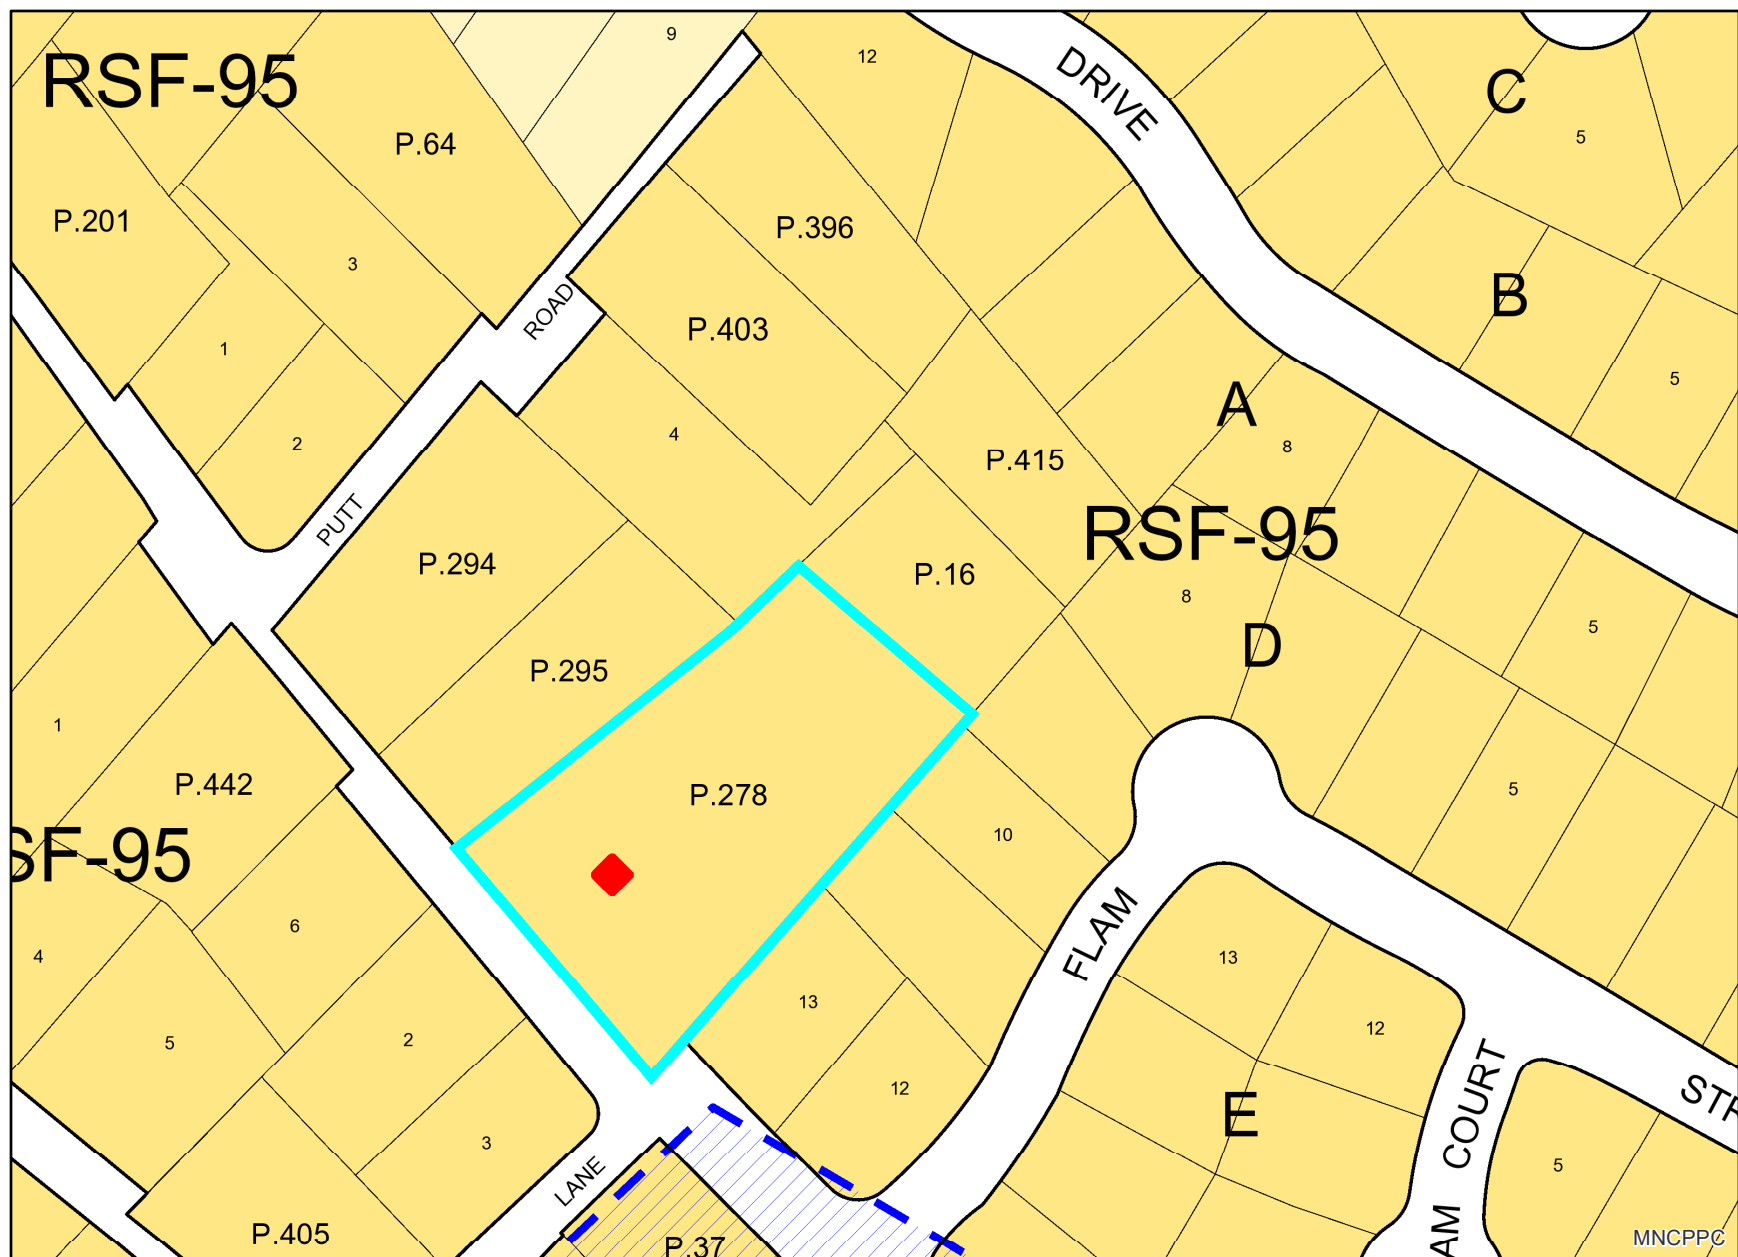 9
12
DRIVE
RSF-95
C
5
P.64
P.201
P.396
3
B
ROAD
1
P.403
5
2
4
A
8
P.415
PUTT
RSF-95
P.294
P.16
8
5
D
P.295
1
P.442
P.278
5
10
SF-95
6
FLAM
4
13
13
12
5
2
12
COURT
STR
E
3
LANE
5
P.405
P.37
AM
MNCPPC